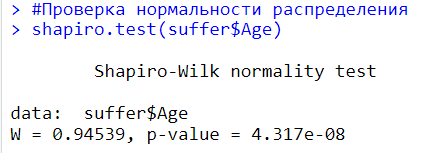 > #Проверка нормальности распределения
> shapiro.test(suffer$Age)
Shapiro-Wilk normality test
data:  suffer$Age
W = 0.94539, p-value = 4.317e-08